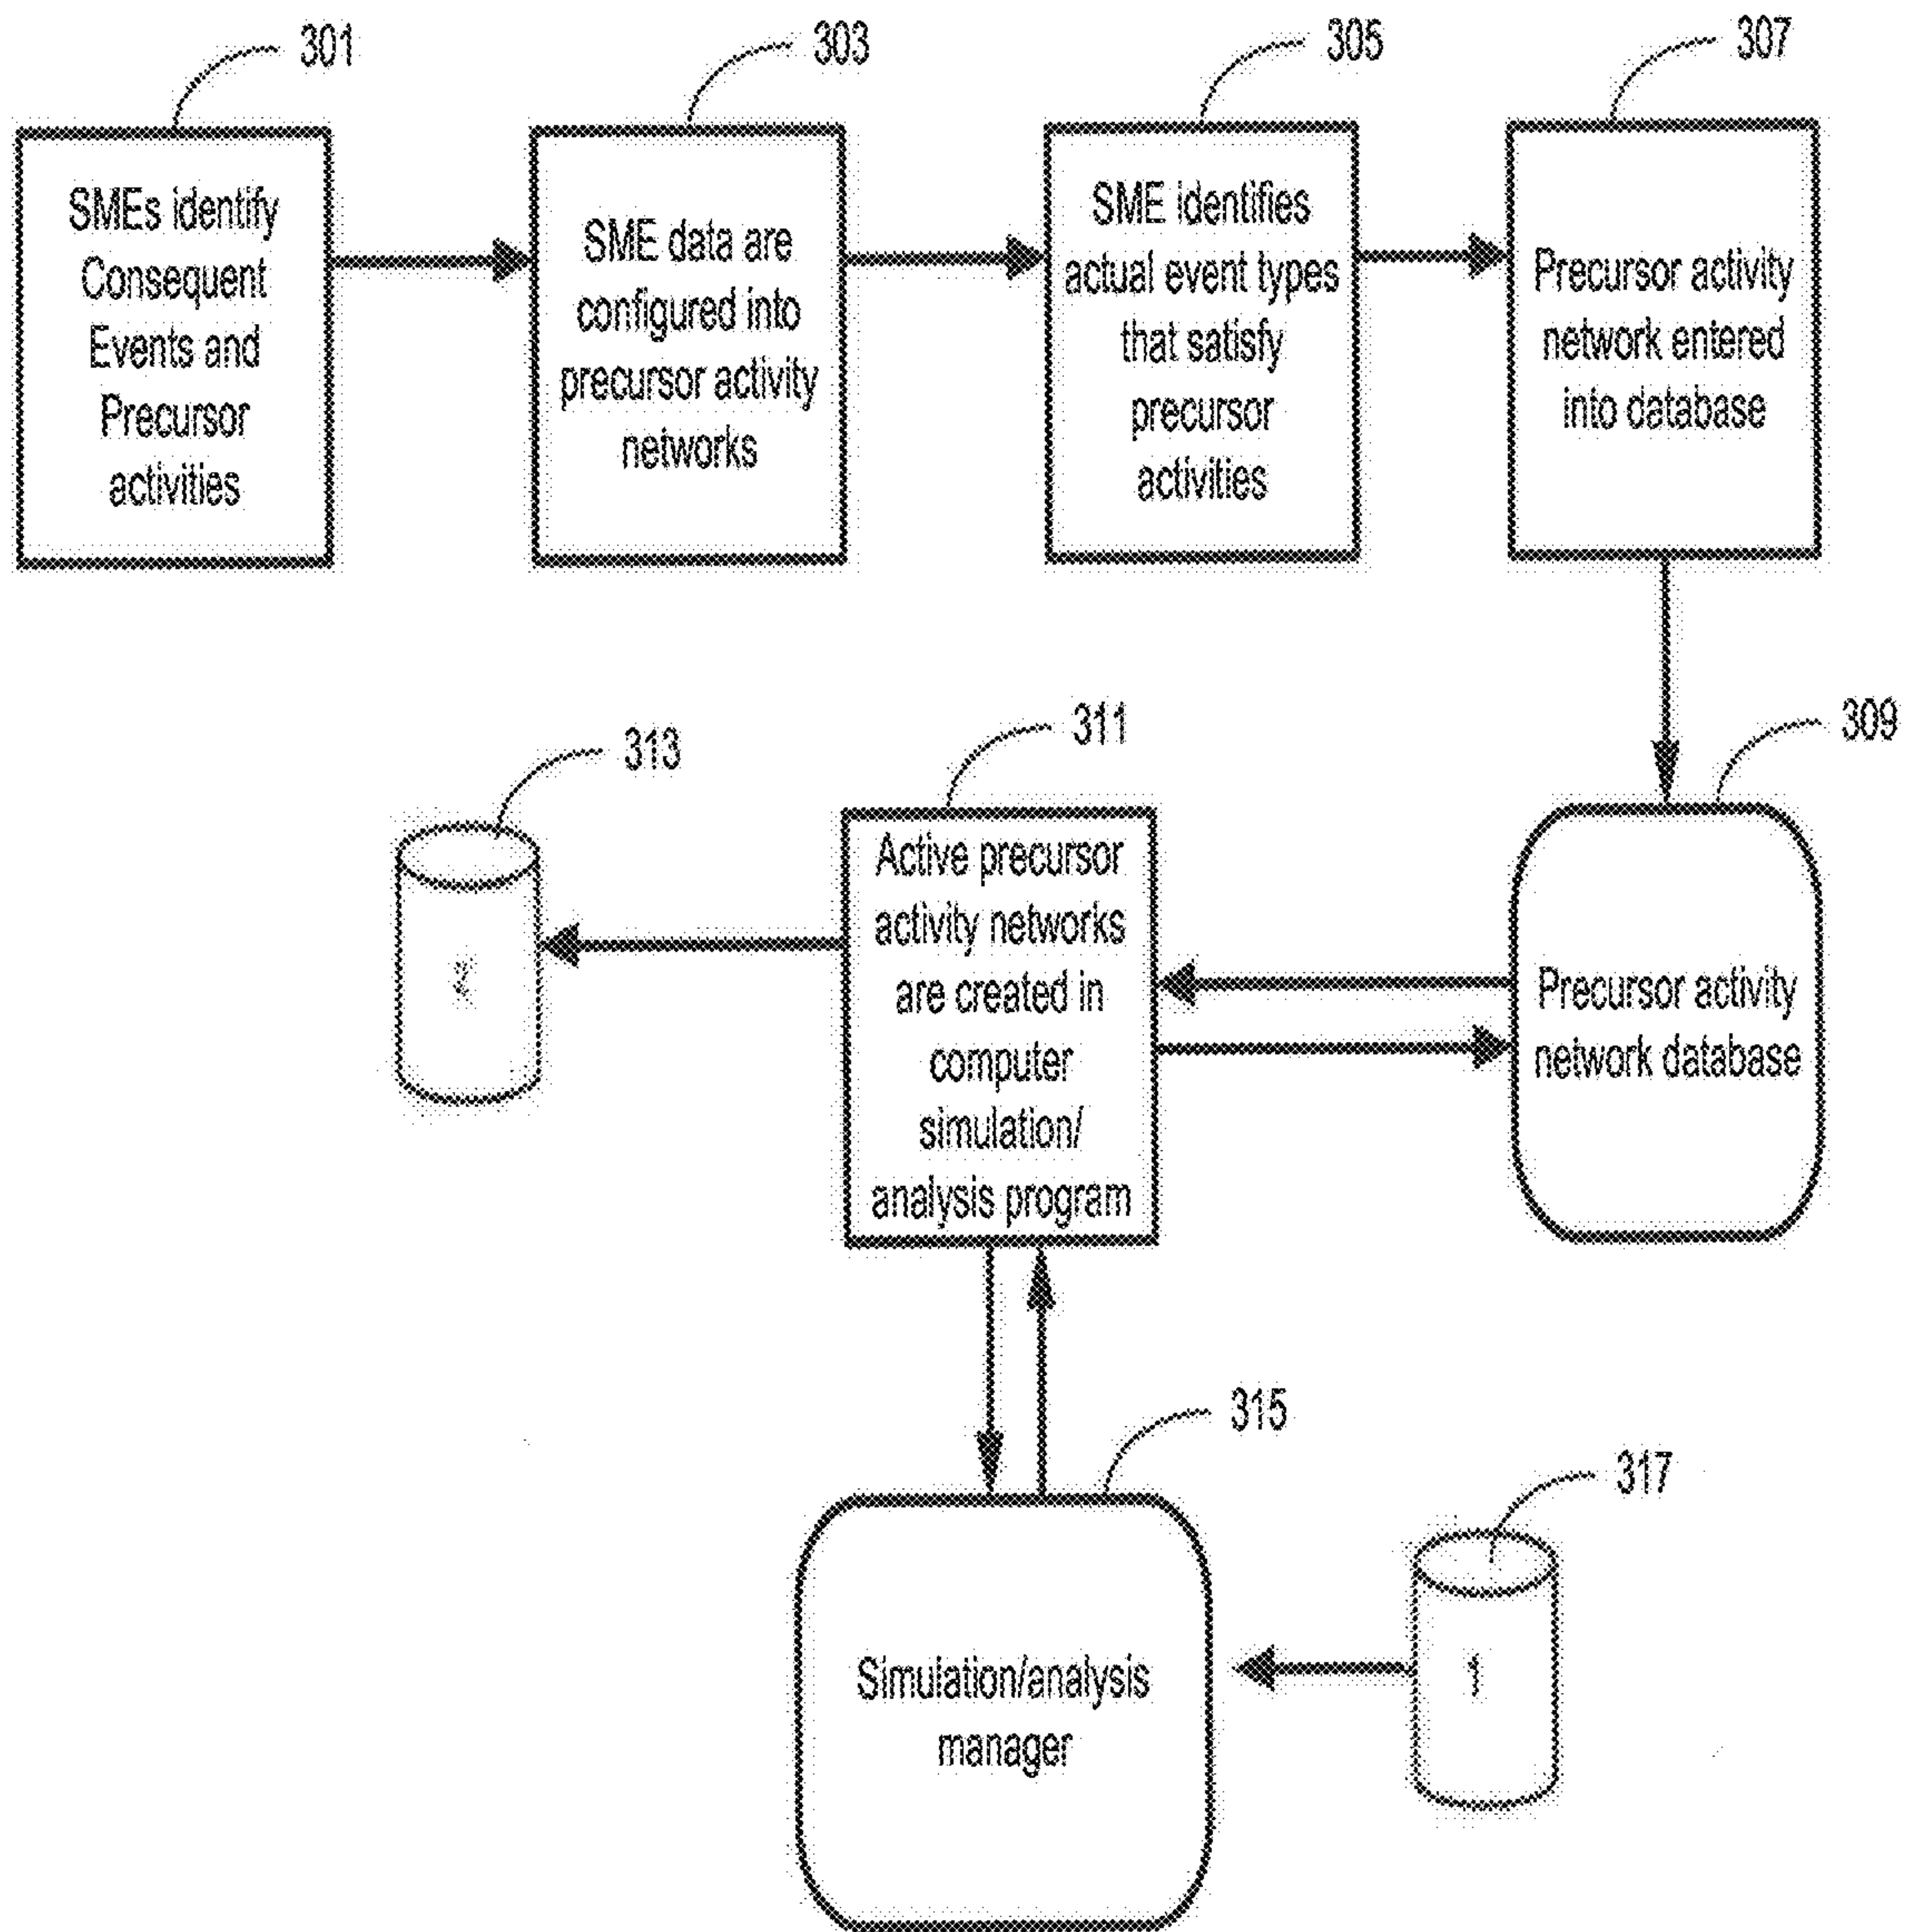 301
303
305
307
SMEs identify
Consequent
Events and
Precursor
activities
SME data are
configured into
precursor activity
networks
SME identifies
actual event types
that satisfy
precursor
activities
Precursor activity
network entered
into database
313
311
309
Active precursor
activity networks
are created in
computer
simulation/
analysis program
Precursor activity
network database
315
317
Simulation/analysis
manager
1